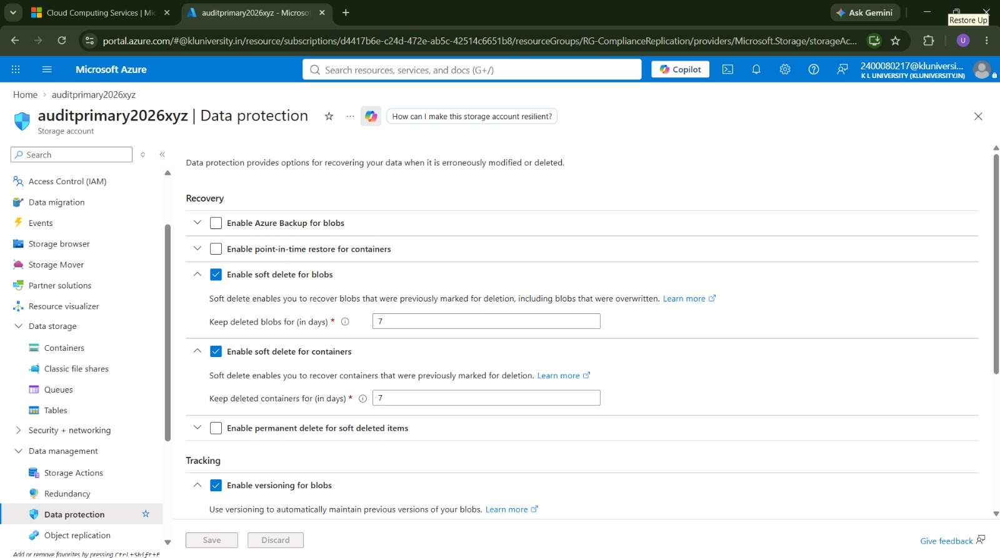 Cloud Computing Services | Mic
auditprimary2026xyz - Microsof
Ask Gemini
Restore Up
portal.azure.com/#@kluniversity.in/resource/subscriptions/d4417b6e-c24d-472e-ab5c-42514c6651b8/resourceGroups/RG-ComplianceReplication/providers/Microsoft.Storage/storageAc...
U
Microsoft Azure
Search resources, services, and docs (G+/)
Copilot
2400080217@kluniversi...
K L UNIVERSITY (KLUNIVERSITY.IN)
Home > auditprimary2026xyz
auditprimary2026xyz | Data protection
How can I make this storage account resilient?
Storage account
Search
Access Control (IAM)
Data migration
Events
Storage browser
Storage Mover
Partner solutions
Resource visualizer
Data storage
Containers
Classic file shares
Queues
Tables
Security + networking
Data management
Storage Actions
Redundancy
Data protection
Object replication
Add or remove favorites by pressing Ctrl+Shift+F
Data protection provides options for recovering your data when it is erroneously modified or deleted.
Recovery
Enable Azure Backup for blobs
Enable point-in-time restore for containers
Enable soft delete for blobs
Soft delete enables you to recover blobs that were previously marked for deletion, including blobs that were overwritten. Learn more
Keep deleted blobs for (in days) * 7
Enable soft delete for containers
Soft delete enables you to recover containers that were previously marked for deletion. Learn more
Keep deleted containers for (in days) * 7
Enable permanent delete for soft deleted items
Tracking
Enable versioning for blobs
Use versioning to automatically maintain previous versions of your blobs. Learn more
Save
Discard
Give feedback